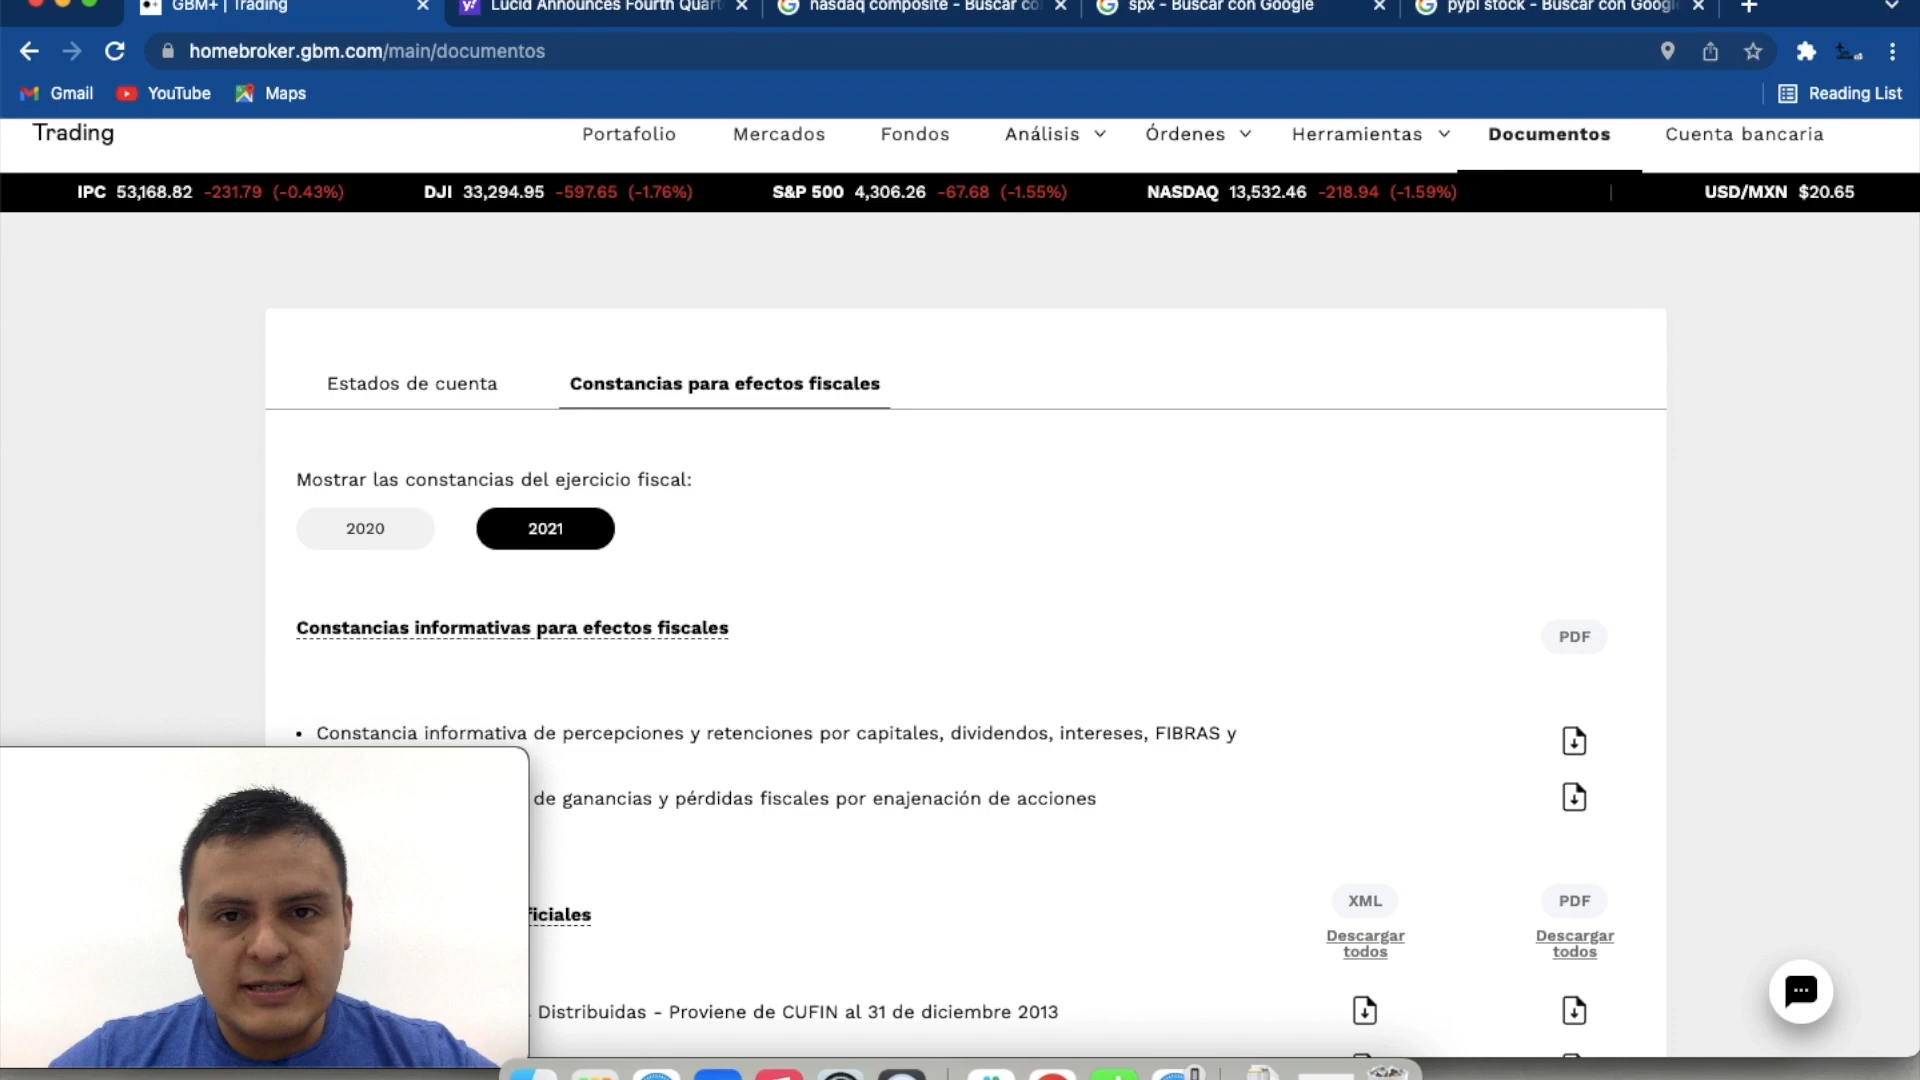 GBM+ | Trading
Lucid Announces Fourth Quart
nasdaq composite - Buscar co
spx - Buscar con Google
pypl stock - Buscar con Googl
homebroker.gbm.com/main/documentos
Gmail
YouTube
Maps
Reading List
Trading
Portafolio
Mercados
Fondos
Análisis
Órdenes
Herramientas
Documentos
Cuenta bancaria
IPC 53,168.82 -231.79 (-0.43%)
DJI 33,294.95 -597.65 (-1.76%)
S&P 500 4,306.26 -67.68 (-1.55%)
NASDAQ 13,532.46 -218.94 (-1.59%)
USD/MXN $20.65
Estados de cuenta
Constancias para efectos fiscales
Mostrar las constancias del ejercicio fiscal:
2020
2021
Constancias informativas para efectos fiscales
PDF
• Constancia informativa de percepciones y retenciones por capitales, dividendos, intereses, FIBRAS y
de ganancias y pérdidas fiscales por enajenación de acciones
ficiales
XML
PDF
Descargar
todos
Descargar
todos
Distribuidas - Proviene de CUFIN al 31 de diciembre 2013